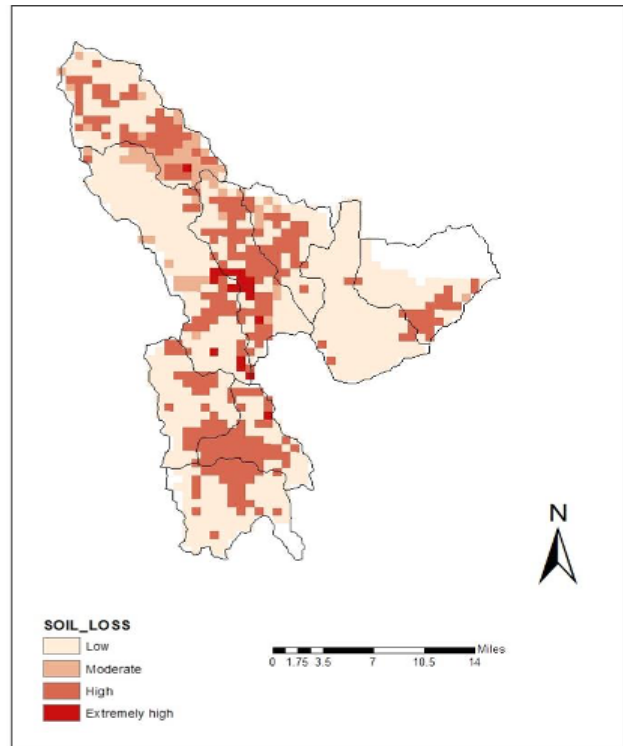 N
SOIL_LOSS
Low
Moderate
High
Extremely high
Miles
0 1.75 3.5 7 10.5 14